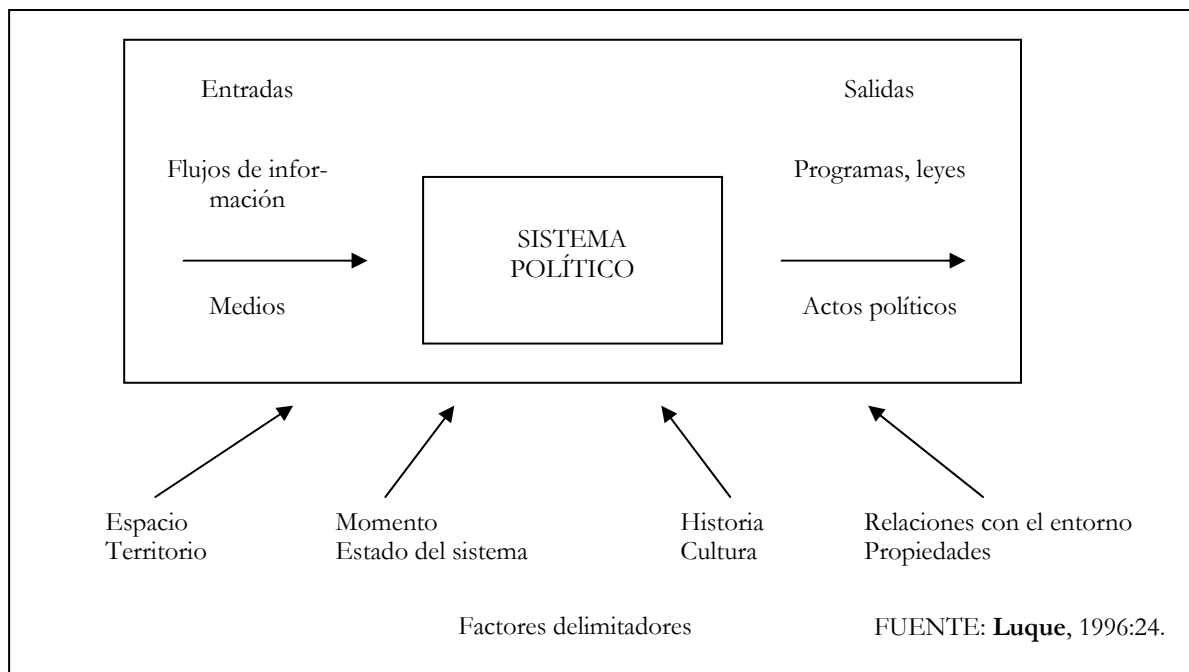 Entradas
Salidas
Flujos de infor-
mación
Programas, leyes
SISTEMA
POLÍTICO
Medios
Actos políticos
Espacio
Territorio
Momento
Estado del sistema
Historia
Cultura
Relaciones con el entorno
Propiedades
Factores delimitadores
FUENTE: Luque, 1996:24.